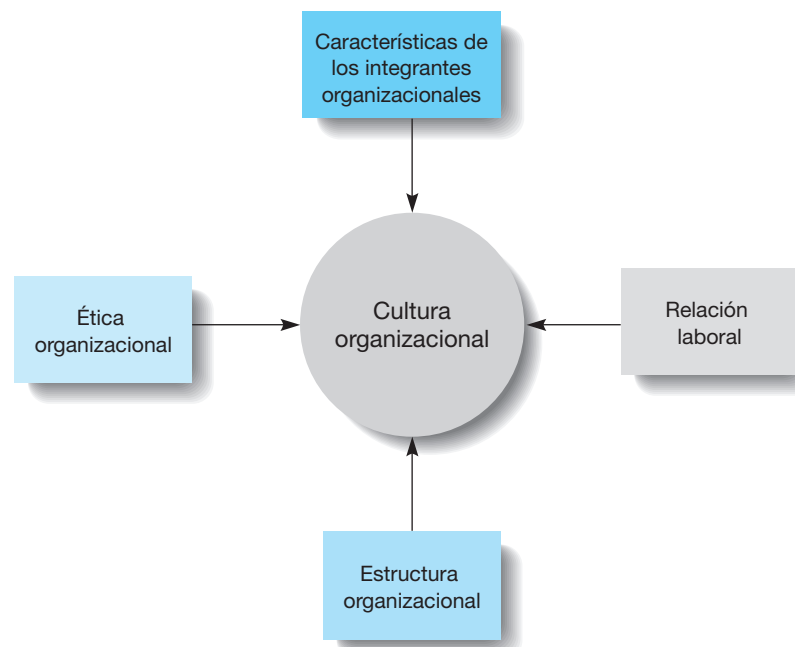 Características de
los integrantes
organizacionales
Ética
organizacional
Cultura
organizacional
Relación
laboral
Estructura
organizacional